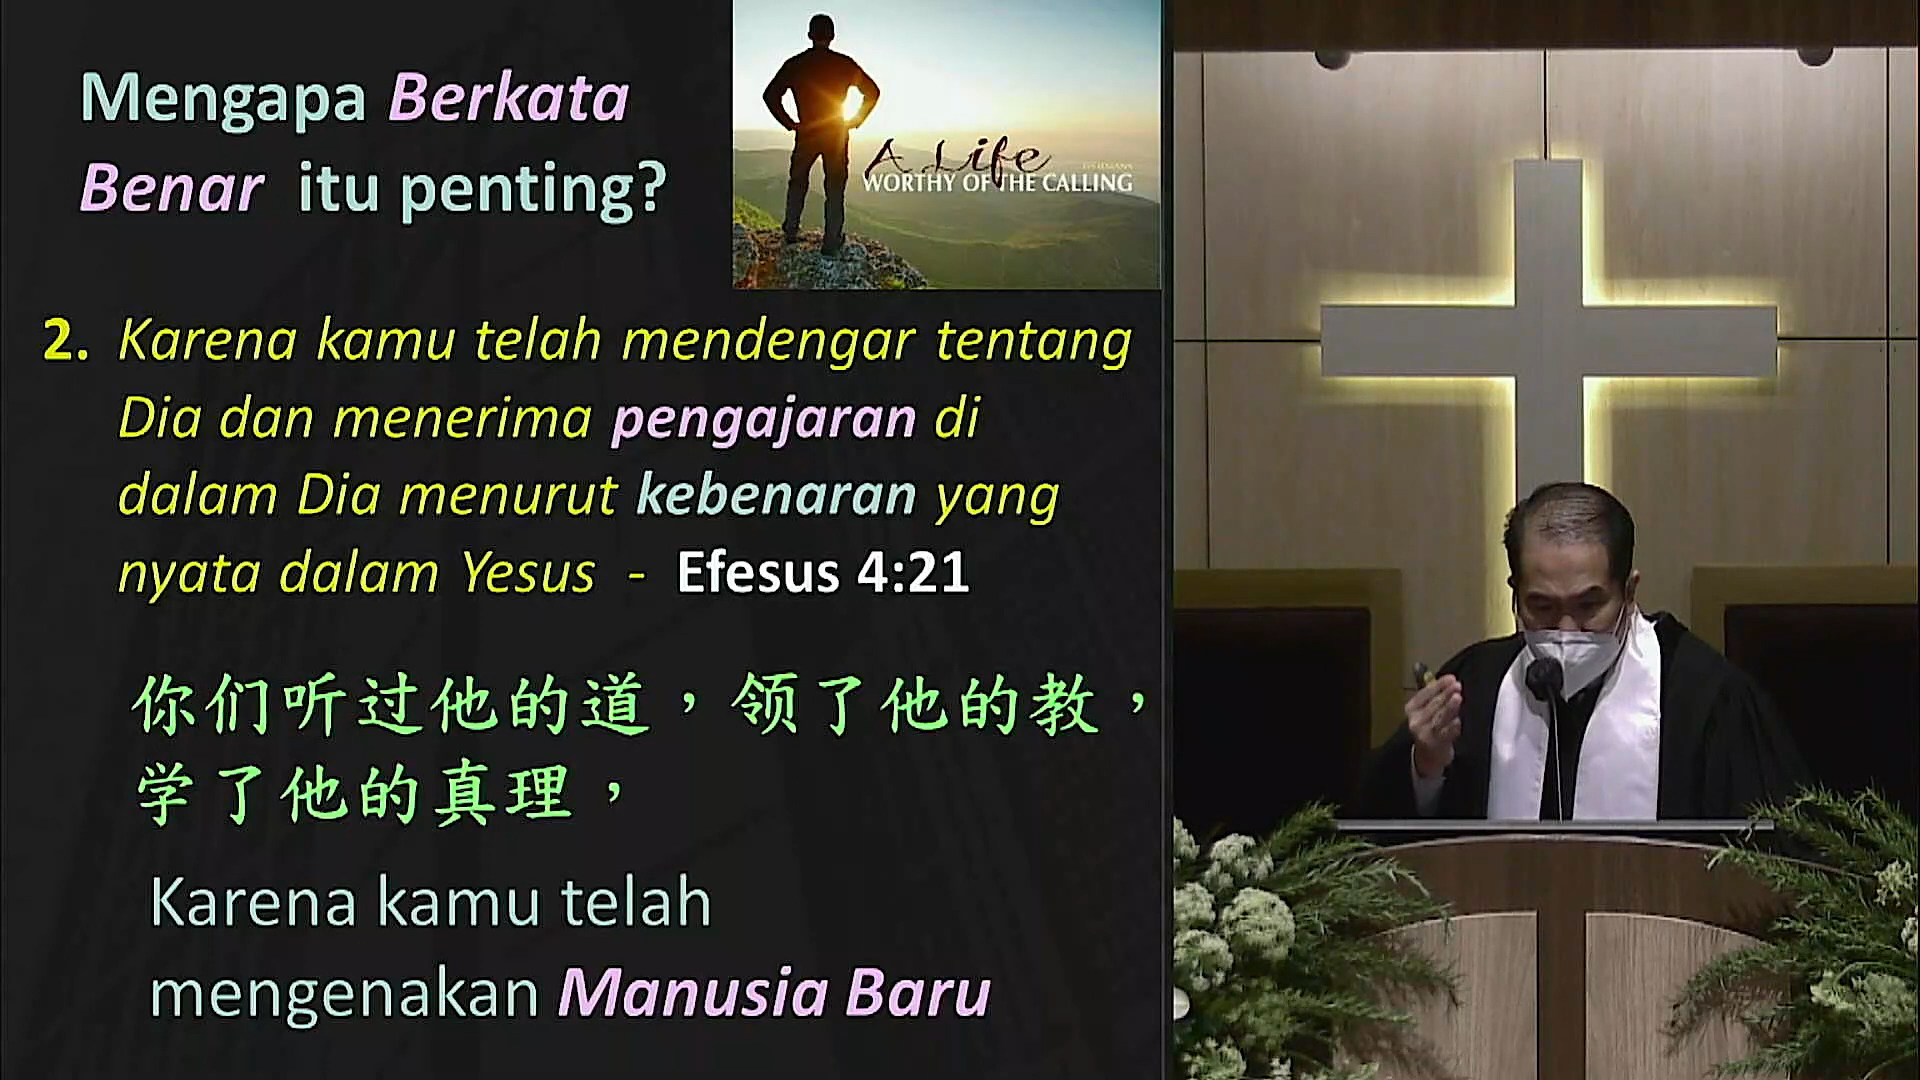 Mengapa Berkata
Benar itu penting?
A Life
WORTHY OF THE CALLING
2. Karena kamu telah mendengar tentang
Dia dan menerima pengajaran di
dalam Dia menurut kebenaran yang
nyata dalam Yesus - Efesus 4:21
你们听过他的道，领了他的教，
学了他的真理，
Karena kamu telah
mengenakan Manusia Baru